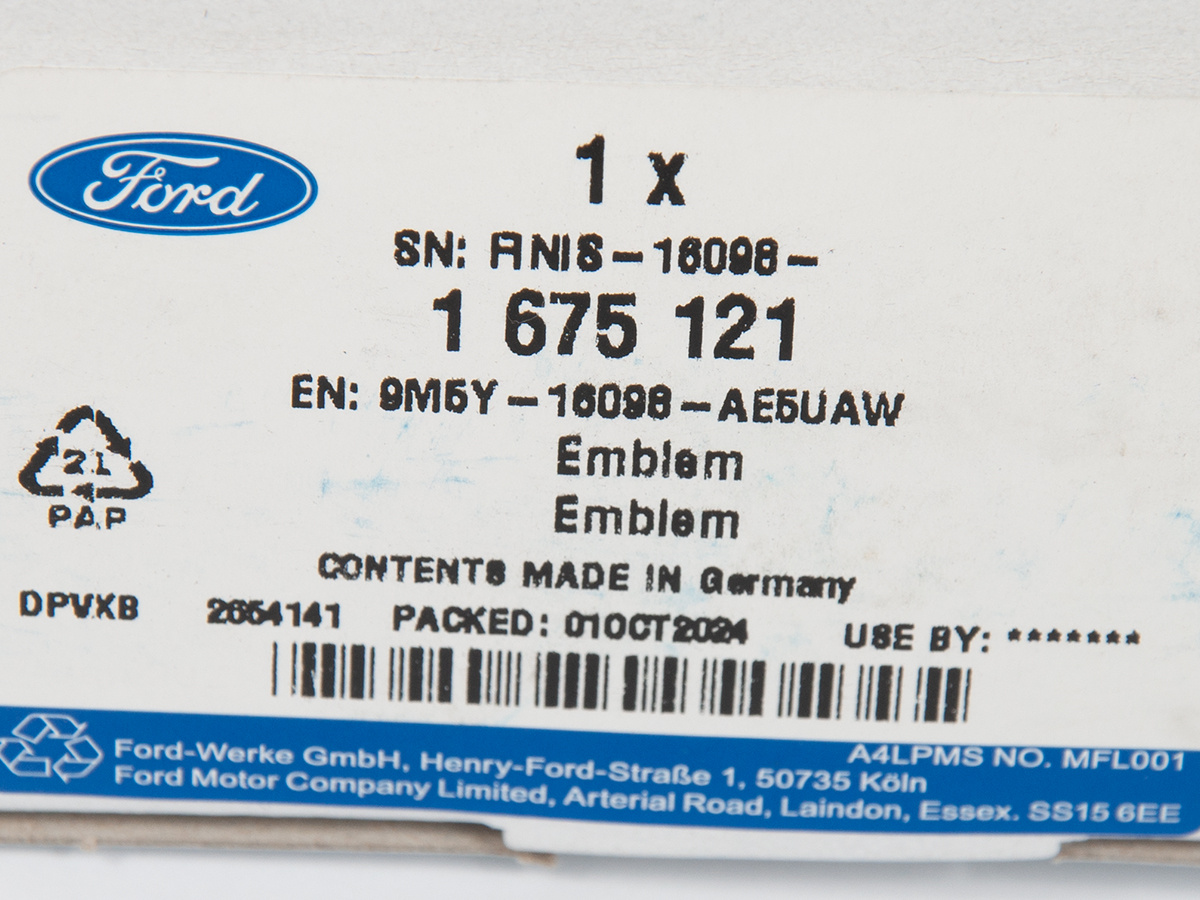 Ford
1 x
SN: FINIS-16098-
1 675 121
EN: 9M5Y-16098-AE5UAW
21
PAP
Emblem
Emblem
CONTENTS MADE IN Germany
DPVXB 2654141 PACKED: 01OCT2024 USE BY: *******
A4LPMS NO. MFL001
Ford-Werke GmbH, Henry-Ford-Straße 1, 50735 Köln
Ford Motor Company Limited, Arterial Road, Laindon, Essex. SS15 6EE